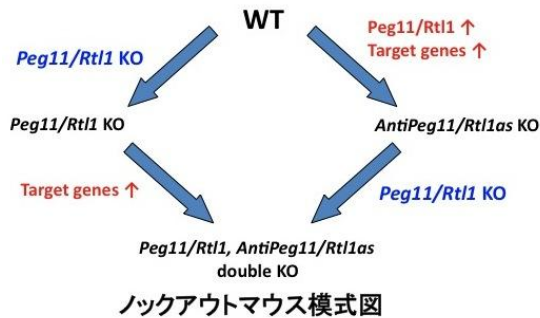 WT
Peg11/Rtl1 ↑
Target genes ↑
Peg11/Rtl1 KO
Peg11/Rtl1 KO
AntiPeg11/Rtl1as KO
Target genes ↑
Peg11/Rtl1 KO
Peg11/Rtl1, AntiPeg11/Rtl1as
double KO
ノックアウトマウス模式図